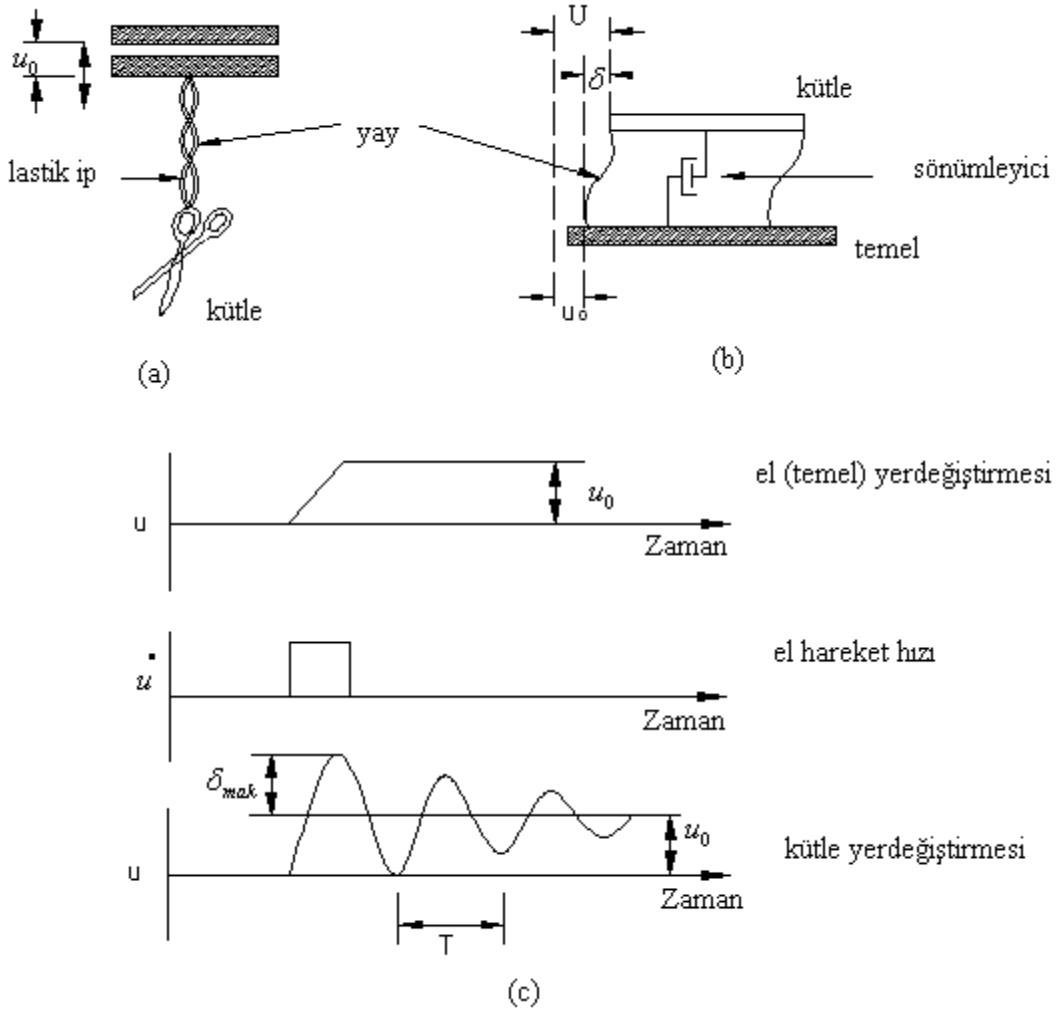 u₀
lastik ip
yay
kütle
(a)
U
δ
kütle
sönümleyici
temel
u₀
(b)
el (temel) yerdeğiştirmesi
u₀
u
Zaman
el hareket hızı
u̇
Zaman
δmak
u₀
kütle yerdeğiştirmesi
u
Zaman
T
(c)